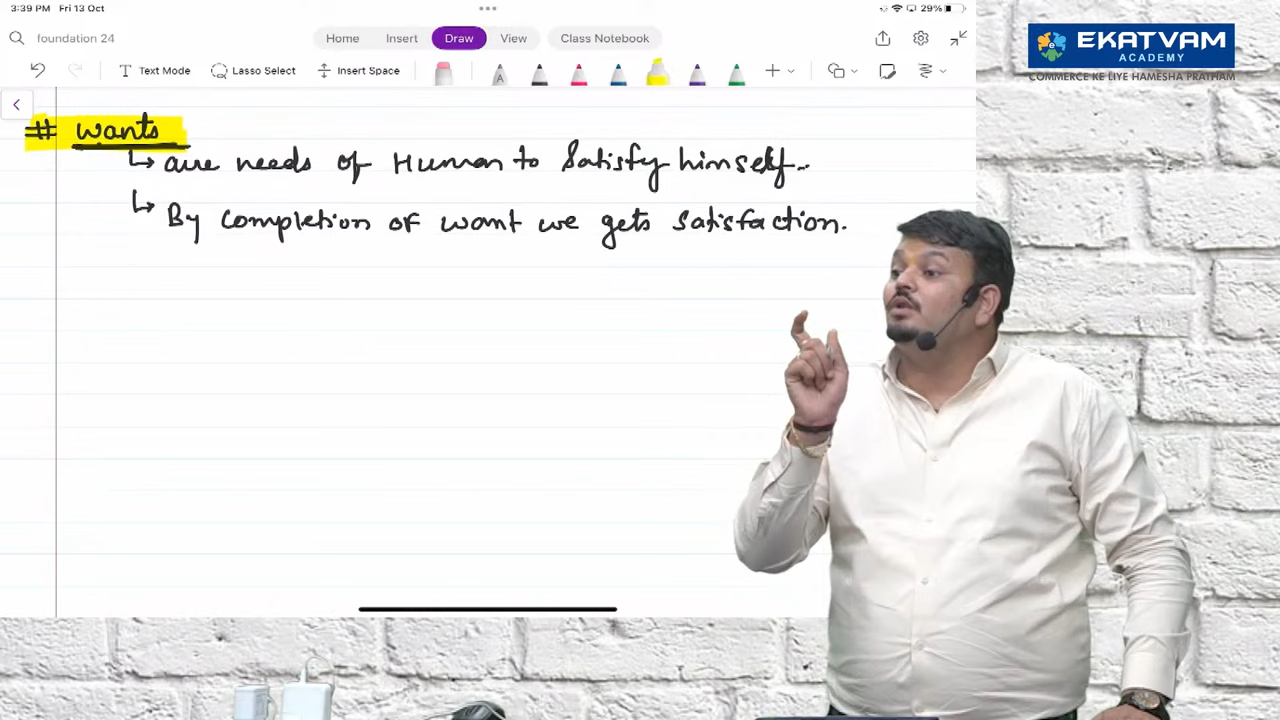 3:39 PM Fri 13 Oct
29%
foundation 24
Home Insert Draw View Class Notebook
Text Mode Lasso Select Insert Space
# wants
↳ are needs of Human to Satisfy himself.
↳ By completion of want we gets satisfaction.
EKATVAM
ACADEMY
COMMERCE KE LIYE HAMESHA PRATHAM